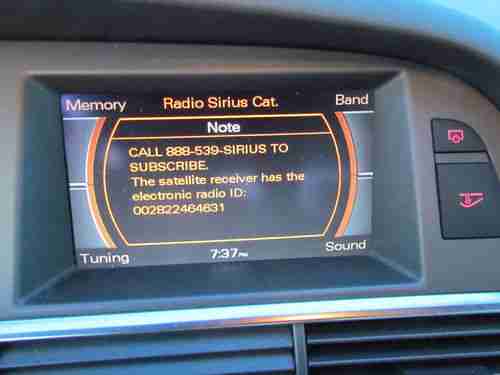 Memory Radio Sirius Cat. Band
Note
CALL 888-539-SIRIUS TO
SUBSCRIBE.
The satellite receiver has the
electronic radio ID:
002822464631
Tuning 7:37 PM Sound